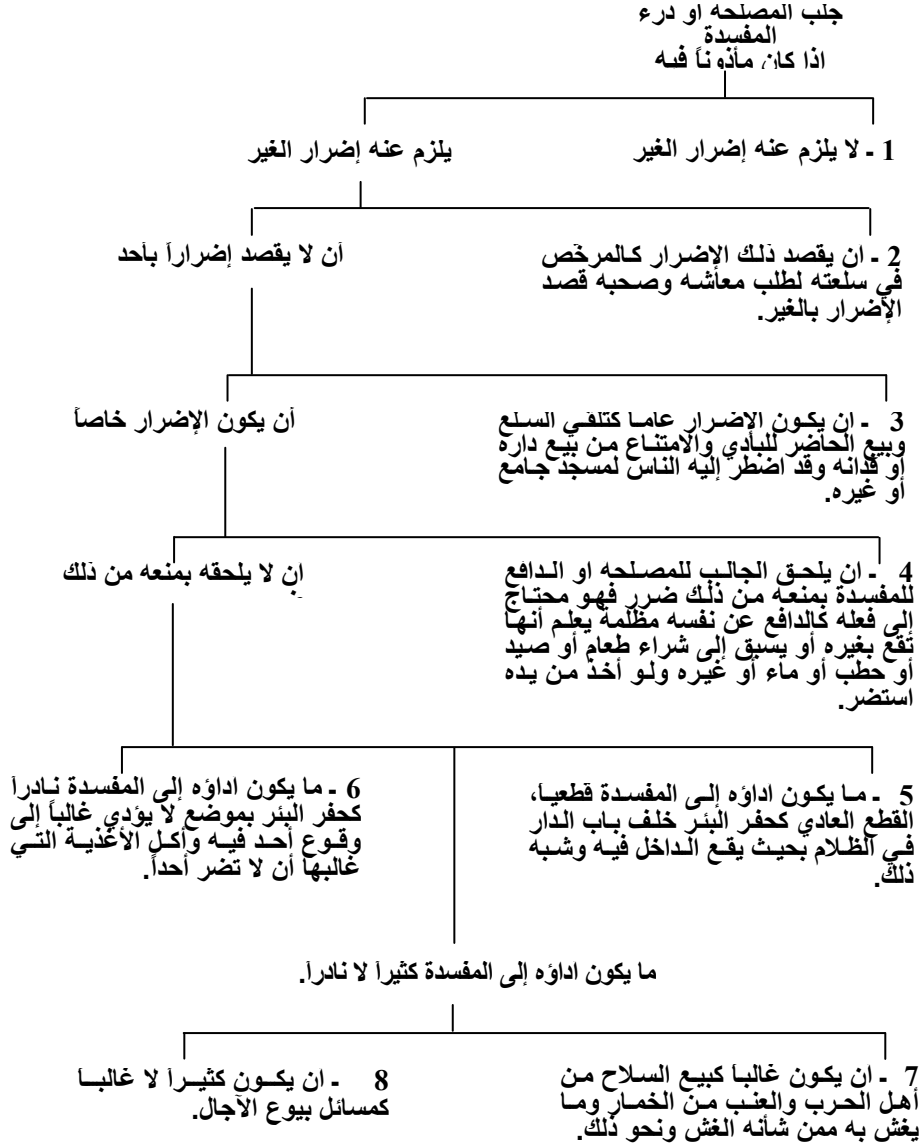 جلب المصلحة او درء
المفسدة
اذا كان مأذوناً فيه
1 ـ لا يلزم عنه إضرار الغير
يلزم عنه إضرار الغير
2 ـ ان يقصد ذلك الإضرار كالمرخّص
في سلعته لطلب معاشه وصحبه قصد
الإضرار بالغير.
أن لا يقصد إضراراً بأحد
3 ـ ان يكون الإضرار عاماً كتلقي السلع
وبيع الحاضر للبادي والامتناع من بيع داره
أو فدانه وقد اضطر إليه الناس لمسجد جامع
أو غيره.
أن يكون الإضرار خاصاً
4 ـ ان يلحق الجالب للمصلحة او الدافع
للمفسدة بمنعه من ذلك ضرر فهو محتاج
إلى فعله كالدافع عن نفسه مظلمة يعلم أنها
تقع بغيره أو يسبق إلى شراء طعام أو صيد
أو حطب أو ماء أو غيره ولو أخذ من يده
استضر.
ان لا يلحقه بمنعه من ذلك
5 ـ ما يكون اداؤه إلى المفسدة قطعياً،
القطع العادي كحفر البئر خلف باب الدار
في الظلام بحيث يقع الداخل فيه وشبه
ذلك.
6 ـ ما يكون اداؤه إلى المفسدة نادراً
كحفر البئر بموضع لا يؤدي غالباً إلى
وقوع أحد فيه وأكل الأغذية التي
غالبها أن لا تضر أحداً.
ما يكون اداؤه إلى المفسدة كثيراً لا نادراً.
7 ـ ان يكون غالباً كبيع السلاح من
أهل الحرب والعنب من الخمار وما
يغش به ممن شأنه الغش ونحو ذلك.
8 ـ ان يكون كثيراً لا غالباً
كمسائل بيوع الآجال.